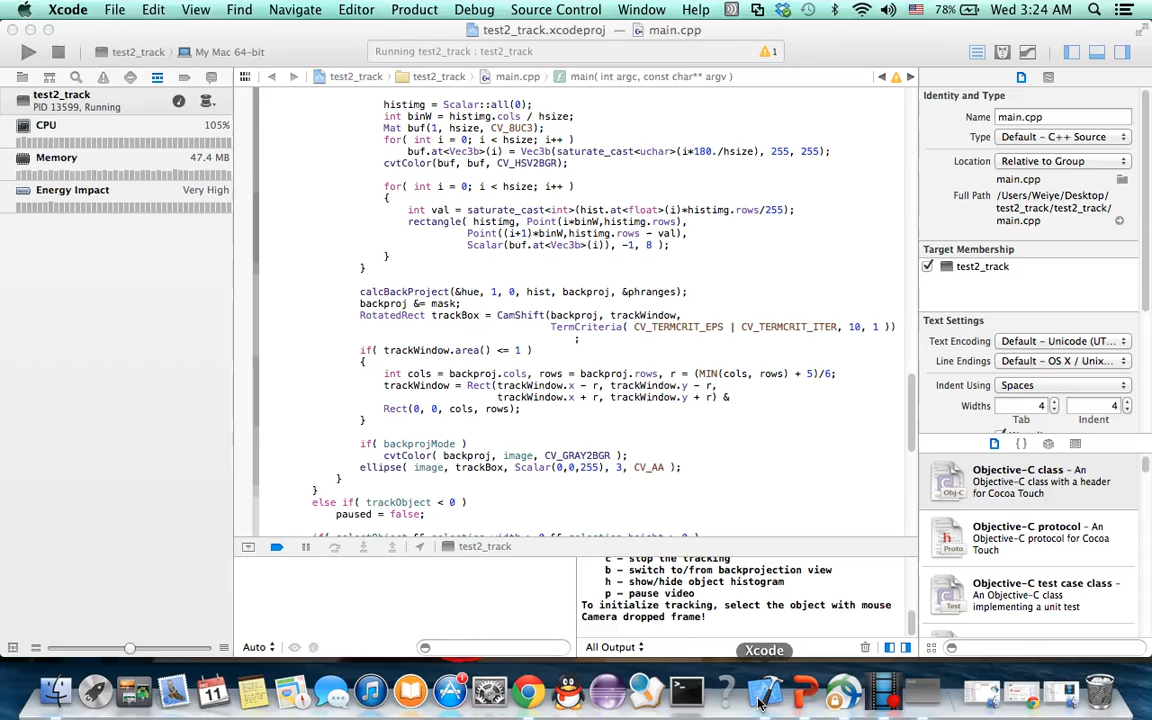 Xcode File Edit View Find Navigate Editor Product Debug Source Control Window Help 78% Wed 3:24 AM
test2_track.xcodeproj — main.cpp
test2_track My Mac 64-bit Running test2_track : test2_track 1
test2_track test2_track main.cpp main( int argc, const char** argv )
test2_track
PID 13599, Running
CPU 105%
Memory 47.4 MB
Energy Impact Very High
histimg = Scalar::all(0);
int binW = histimg.cols / hsize;
Mat buf(1, hsize, CV_8UC3);
for( int i = 0; i < hsize; i++ )
buf.at<Vec3b>(i) = Vec3b(saturate_cast<uchar>(i*180./hsize), 255, 255);
cvtColor(buf, buf, CV_HSV2BGR);
for( int i = 0; i < hsize; i++ )
{
int val = saturate_cast<int>(hist.at<float>(i)*histimg.rows/255);
rectangle( histimg, Point(i*binW,histimg.rows),
Point((i+1)*binW,histimg.rows - val),
Scalar(buf.at<Vec3b>(i)), -1, 8 );
}
}
calcBackProject(&hue, 1, 0, hist, backproj, &phranges);
backproj &= mask;
RotatedRect trackBox = CamShift(backproj, trackWindow,
TermCriteria( CV_TERMCRIT_EPS | CV_TERMCRIT_ITER, 10, 1 ))
;
if( trackWindow.area() <= 1 )
{
int cols = backproj.cols, rows = backproj.rows, r = (MIN(cols, rows) + 5)/6;
trackWindow = Rect(trackWindow.x - r, trackWindow.y - r,
trackWindow.x + r, trackWindow.y + r) &
Rect(0, 0, cols, rows);
}
if( backprojMode )
cvtColor( backproj, image, CV_GRAY2BGR );
ellipse( image, trackBox, Scalar(0,0,255), 3, CV_AA );
}
}
else if( trackObject < 0 )
paused = false;
if( selectObject && selection.width > 0 && selection.height > 0 )
test2_track
c - stop the tracking
b - switch to/from backprojection view
h - show/hide object histogram
p - pause video
To initialize tracking, select the object with mouse
Camera dropped frame!
Auto
All Output
Identity and Type
Name main.cpp
Type Default - C++ Source
Location Relative to Group
main.cpp
Full Path /Users/Weiye/Desktop/
test2_track/test2_track/
main.cpp
Target Membership
test2_track
Text Settings
Text Encoding Default - Unicode (UT...
Line Endings Default - OS X / Unix...
Indent Using Spaces
Widths 4 4
Tab Indent
Objective-C class - An
Objective-C class with a header
for Cocoa Touch
Objective-C protocol - An
Objective-C protocol for Cocoa
Touch
Objective-C test case class -
An Objective-C class
implementing a unit test
Xcode